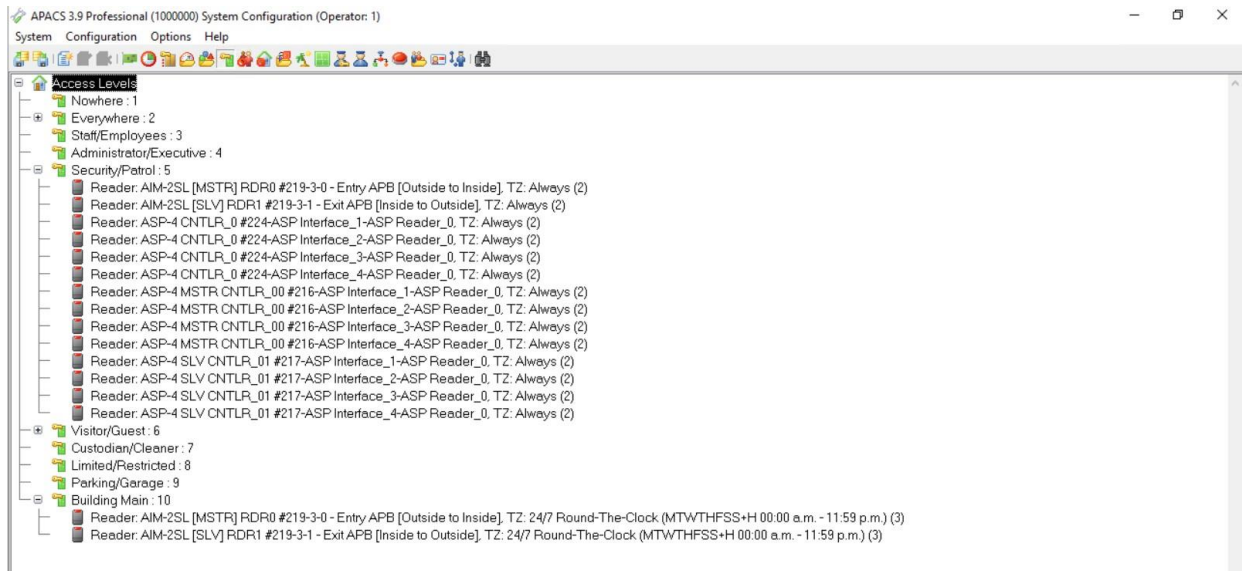 APACS 3.9 Professional (1000000) System Configuration (Operator: 1)
System Configuration Options Help
Access Levels
Nowhere : 1
Everywhere : 2
Staff/Employees : 3
Administrator/Executive : 4
Security/Patrol : 5
Reader: AIM-2SL [MSTR] RDR0 #219-3-0 - Entry APB [Outside to Inside], TZ: Always (2)
Reader: AIM-2SL [SLV] RDR1 #219-3-1 - Exit APB [Inside to Outside], TZ: Always (2)
Reader: ASP-4 CNTLR_0 #224-ASP Interface_1-ASP Reader_0, TZ: Always (2)
Reader: ASP-4 CNTLR_0 #224-ASP Interface_2-ASP Reader_0, TZ: Always (2)
Reader: ASP-4 CNTLR_0 #224-ASP Interface_3-ASP Reader_0, TZ: Always (2)
Reader: ASP-4 CNTLR_0 #224-ASP Interface_4-ASP Reader_0, TZ: Always (2)
Reader: ASP-4 MSTR CNTLR_00 #216-ASP Interface_1-ASP Reader_0, TZ: Always (2)
Reader: ASP-4 MSTR CNTLR_00 #216-ASP Interface_2-ASP Reader_0, TZ: Always (2)
Reader: ASP-4 MSTR CNTLR_00 #216-ASP Interface_3-ASP Reader_0, TZ: Always (2)
Reader: ASP-4 MSTR CNTLR_00 #216-ASP Interface_4-ASP Reader_0, TZ: Always (2)
Reader: ASP-4 SLV CNTLR_01 #217-ASP Interface_1-ASP Reader_0, TZ: Always (2)
Reader: ASP-4 SLV CNTLR_01 #217-ASP Interface_2-ASP Reader_0, TZ: Always (2)
Reader: ASP-4 SLV CNTLR_01 #217-ASP Interface_3-ASP Reader_0, TZ: Always (2)
Reader: ASP-4 SLV CNTLR_01 #217-ASP Interface_4-ASP Reader_0, TZ: Always (2)
Visitor/Guest : 6
Custodian/Cleaner : 7
Limited/Restricted : 8
Parking/Garage : 9
Building Main : 10
Reader: AIM-2SL [MSTR] RDR0 #219-3-0 - Entry APB [Outside to Inside], TZ: 24/7 Round-The-Clock (MTWTHFSS+H 00:00 a.m. - 11:59 p.m.) (3)
Reader: AIM-2SL [SLV] RDR1 #219-3-1 - Exit APB [Inside to Outside], TZ: 24/7 Round-The-Clock (MTWTHFSS+H 00:00 a.m. - 11:59 p.m.) (3)